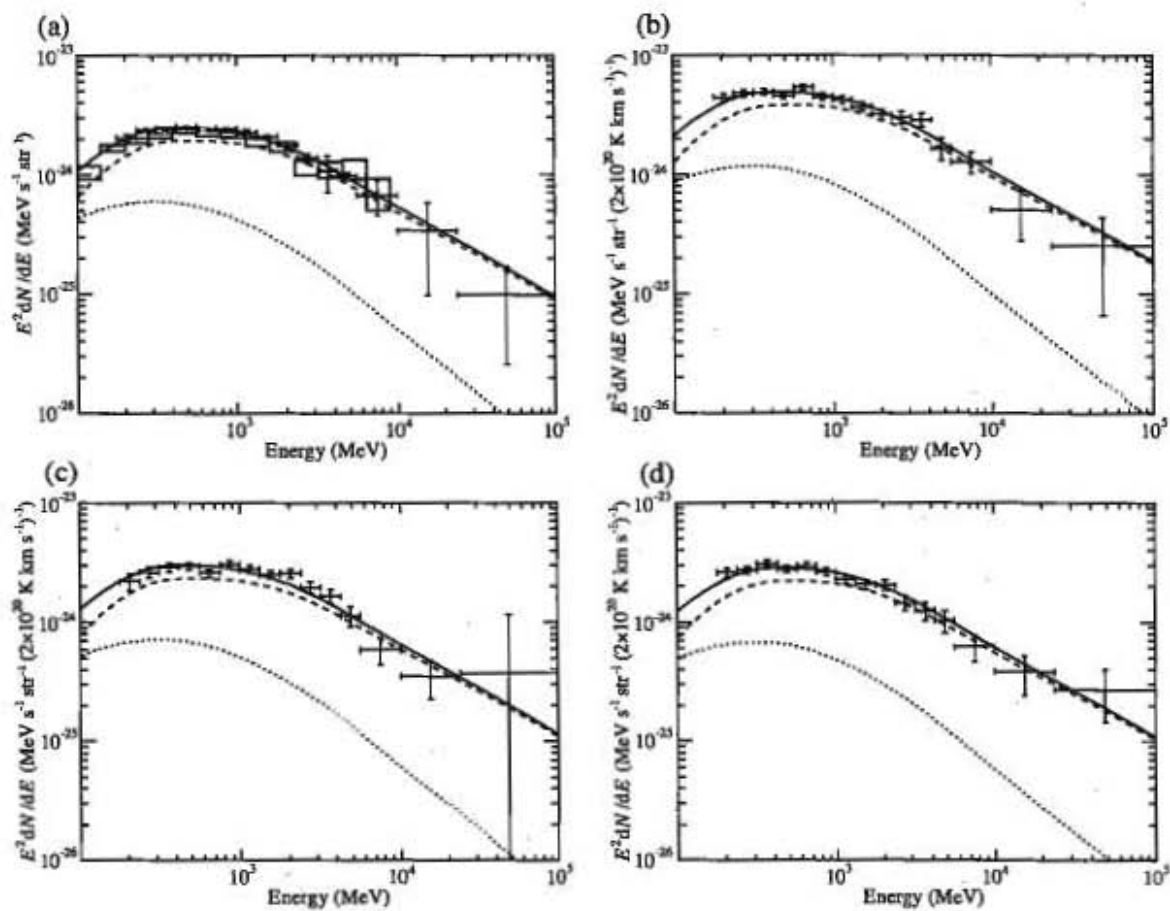 (a)
10⁻²³
10⁻²⁴
10⁻²⁵
10⁻²⁶
E²dN/dE (MeV s⁻¹ str⁻¹)
10³
10⁴
10⁵
Energy (MeV)
(b)
10⁻²³
10⁻²⁴
10⁻²⁵
10⁻²⁶
E²dN/dE (MeV s⁻¹ str⁻¹ (2×10²⁰ K km s⁻¹)⁻¹)
10³
10⁴
10⁵
Energy (MeV)
(c)
10⁻²³
10⁻²⁴
10⁻²⁵
10⁻²⁶
E²dN/dE (MeV s⁻¹ str⁻¹ (2×10²⁰ K km s⁻¹)⁻¹)
10³
10⁴
10⁵
Energy (MeV)
(d)
10⁻²³
10⁻²⁴
10⁻²⁵
10⁻²⁶
E²dN/dE (MeV s⁻¹ str⁻¹ (2×10²⁰ K km s⁻¹)⁻¹)
10³
10⁴
10⁵
Energy (MeV)